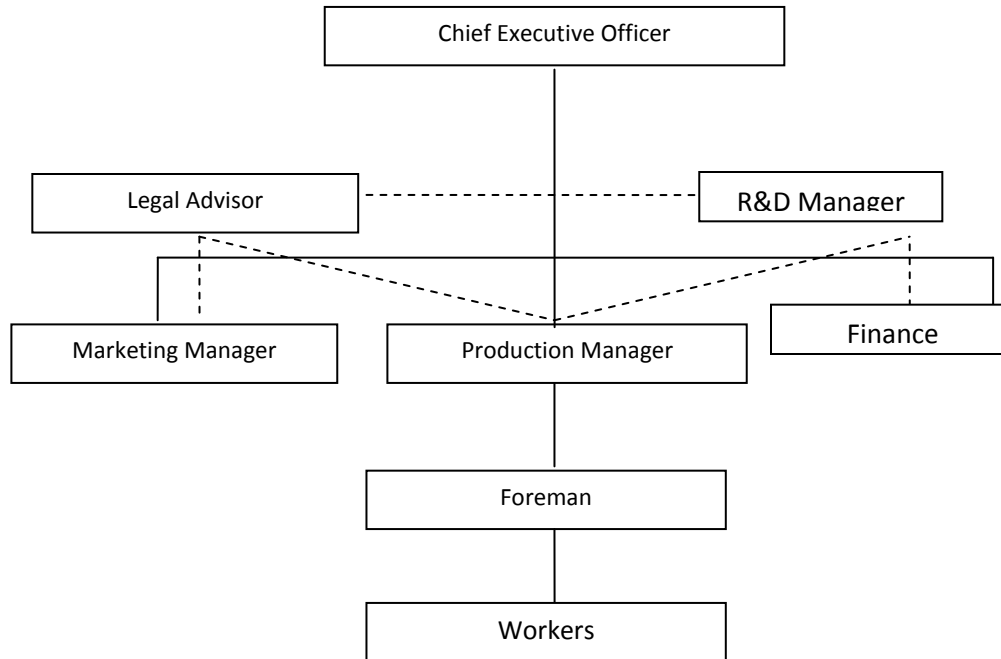 Chief Executive Officer
Legal Advisor
R&D Manager
Marketing Manager
Production Manager
Finance
Foreman
Workers